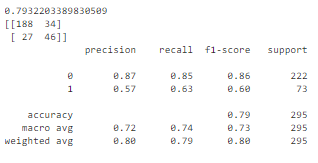 0.7932203389830509
[[188  34]
 [ 27  46]]
              precision    recall  f1-score   support

           0       0.87      0.85      0.86       222
           1       0.57      0.63      0.60        73

    accuracy                           0.79       295
   macro avg       0.72      0.74      0.73       295
weighted avg       0.80      0.79      0.80       295